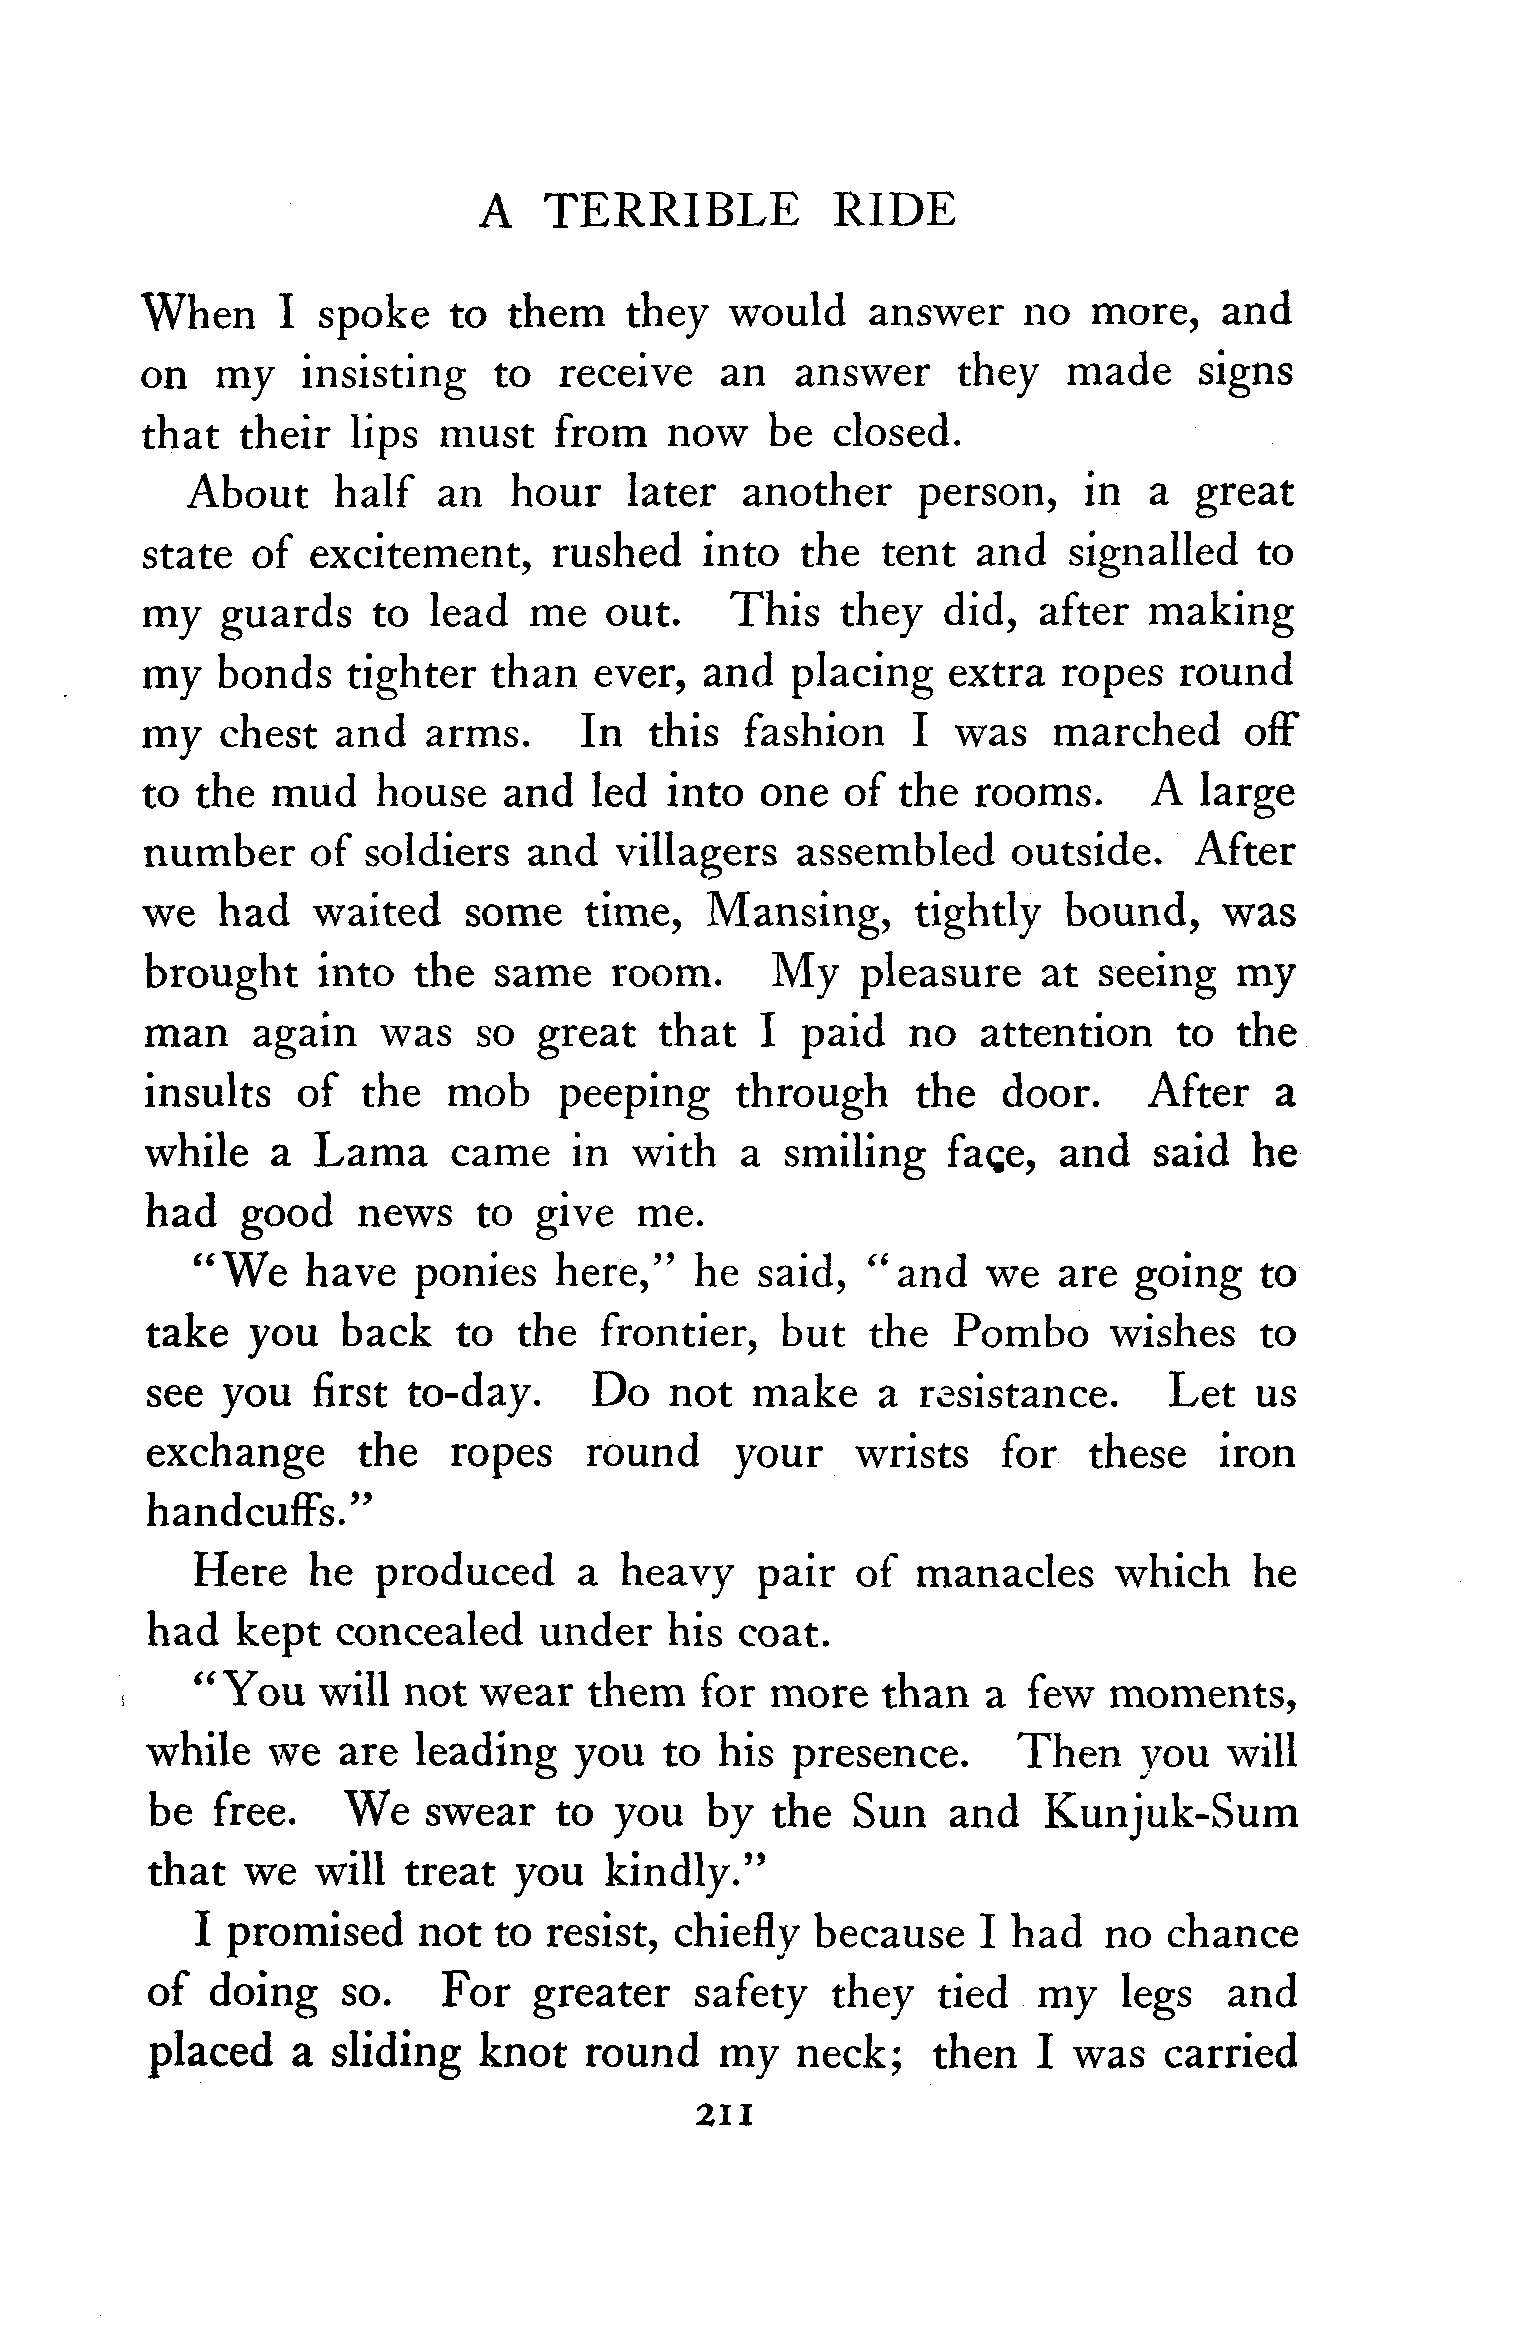 A TERRIBLE RIDE
When I spoke to them they would answer no more, and
on my insisting to receive an answer they made signs
that their lips must from now be closed.
About half an hour later another person, in a great
state of excitement, rushed into the tent and signalled to
my guards to lead me out. This they did, after making
my bonds tighter than ever, and placing extra ropes round
my chest and arms. In this fashion I was marched off
to the mud house and led into one of the rooms. A large
number of soldiers and villagers assembled outside. After
we had waited some time, Mansing, tightly bound, was
brought into the same room. My pleasure at seeing my
man again was so great that I paid no attention to the
insults of the mob peeping through the door. After a
while a Lama came in with a smiling face, and said he
had good news to give me.
"We have ponies here," he said, "and we are going to
take you back to the frontier, but the Pombo wishes to
see you first to-day. Do not make a resistance. Let us
exchange the ropes round your wrists for these iron
handcuffs."
Here he produced a heavy pair of manacles which he
had kept concealed under his coat.
"You will not wear them for more than a few moments,
while we are leading you to his presence. Then you will
be free. We swear to you by the Sun and Kunjuk-Sum
that we will treat you kindly."
I promised not to resist, chiefly because I had no chance
of doing so. For greater safety they tied my legs and
placed a sliding knot round my neck; then I was carried
211